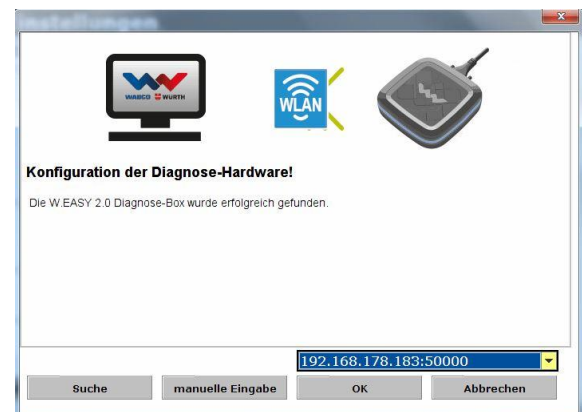 nstellungen
WABCO WURTH
WLAN
Konfiguration der Diagnose-Hardware!
Die W.EASY 2.0 Diagnose-Box wurde erfolgreich gefunden.
192.168.178.183:50000
Suche manuelle Eingabe OK Abbrechen